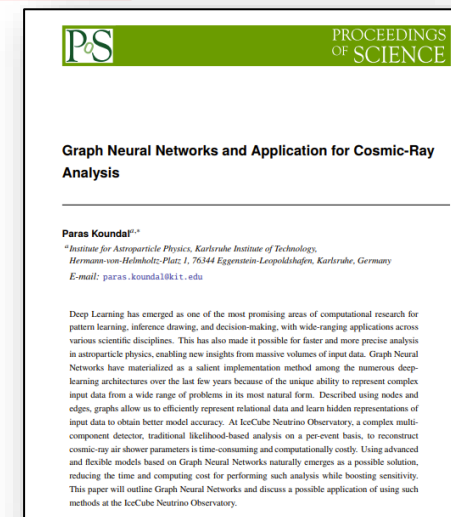 PoS
PROCEEDINGS
OF SCIENCE
Graph Neural Networks and Application for Cosmic-Ray
Analysis
Paras Koundal𝑎,∗
𝑎Institute for Astroparticle Physics, Karlsruhe Institute of Technology,
Hermann-von-Helmholtz-Platz 1, 76344 Eggenstein-Leopoldshafen, Karlsruhe, Germany
E-mail: paras.koundal@kit.edu
Deep Learning has emerged as one of the most promising areas of computational research for
pattern learning, inference drawing, and decision-making, with wide-ranging applications across
various scientific disciplines. This has also made it possible for faster and more precise analysis
in astroparticle physics, enabling new insights from massive volumes of input data. Graph Neural
Networks have materialized as a salient implementation method among the numerous deep-
learning architectures over the last few years because of the unique ability to represent complex
input data from a wide range of problems in its most natural form. Described using nodes and
edges, graphs allow us to efficiently represent relational data and learn hidden representations of
input data to obtain better model accuracy. At IceCube Neutrino Observatory, a complex multi-
component detector, traditional likelihood-based analysis on a per-event basis, to reconstruct
cosmic-ray air shower parameters is time-consuming and computationally costly. Using advanced
and flexible models based on Graph Neural Networks naturally emerges as a possible solution,
reducing the time and computing cost for performing such analysis while boosting sensitivity.
This paper will outline Graph Neural Networks and discuss a possible application of using such
methods at the IceCube Neutrino Observatory.